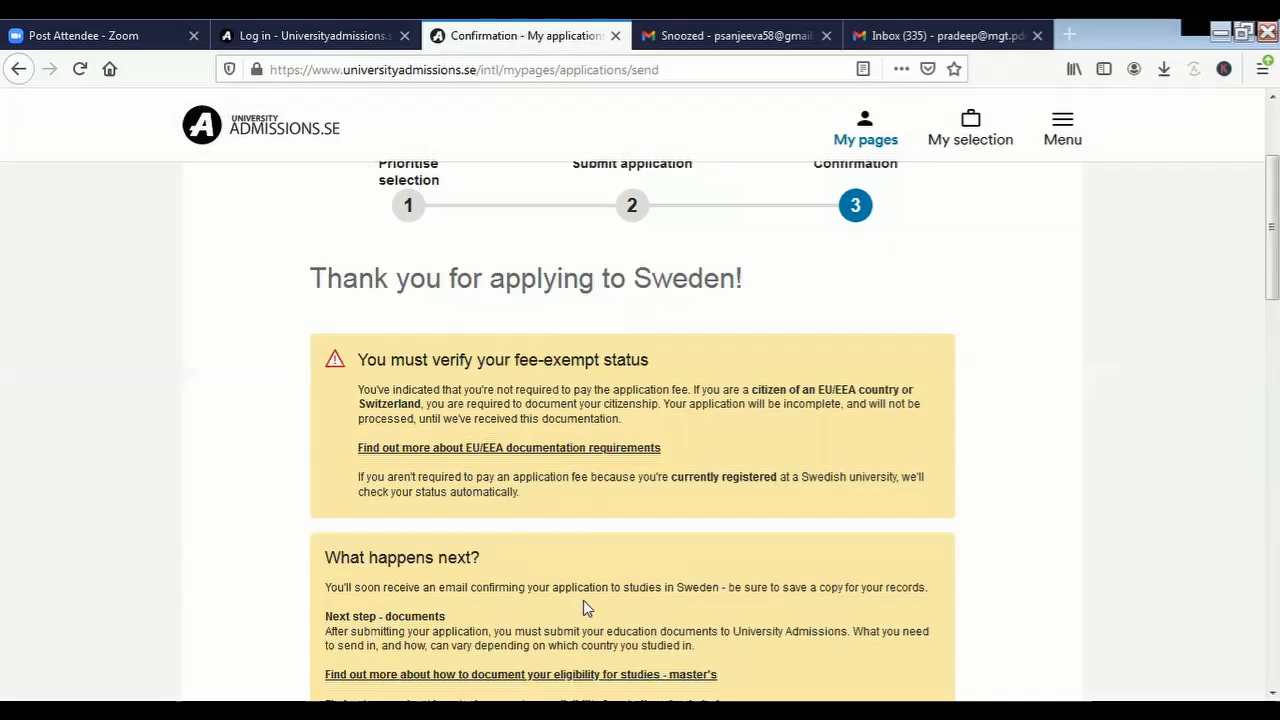 Post Attendee - Zoom
Log in - Universityadmissions.
Confirmation - My applications
Snoozed - psanjeeva58@gmail
Inbox (335) - pradeep@mgt.pd
https://www.universityadmissions.se/intl/mypages/applications/send
UNIVERSITY
ADMISSIONS.SE
My pages
My selection
Menu
Prioritise
selection
Submit application
Confirmation
1
2
3
Thank you for applying to Sweden!
You must verify your fee-exempt status
You've indicated that you're not required to pay the application fee. If you are a citizen of an EU/EEA country or
Switzerland, you are required to document your citizenship. Your application will be incomplete, and will not be
processed, until we've received this documentation.
Find out more about EU/EEA documentation requirements
If you aren't required to pay an application fee because you're currently registered at a Swedish university, we'll
check your status automatically.
What happens next?
You'll soon receive an email confirming your application to studies in Sweden - be sure to save a copy for your records.
Next step - documents
After submitting your application, you must submit your education documents to University Admissions. What you need
to send in, and how, can vary depending on which country you studied in.
Find out more about how to document your eligibility for studies - master's